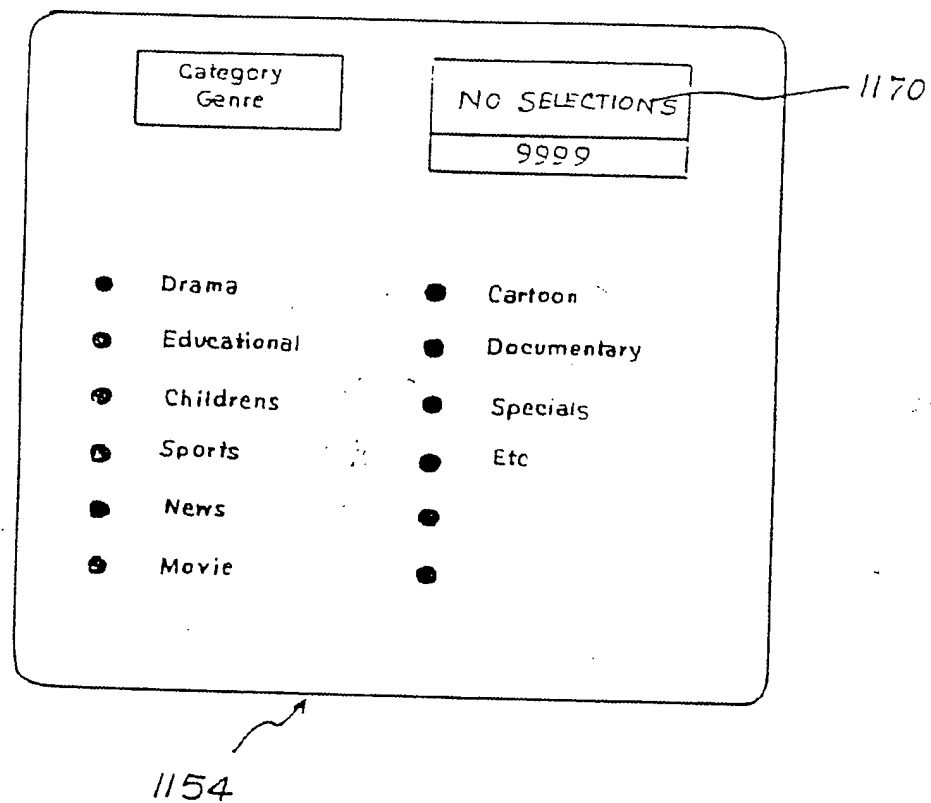 Category
Genre
NO SELECTIONS
9999
1170
Drama
Educational
Childrens
Sports
News
Movie
Cartoon
Documentary
Specials
Etc
1154